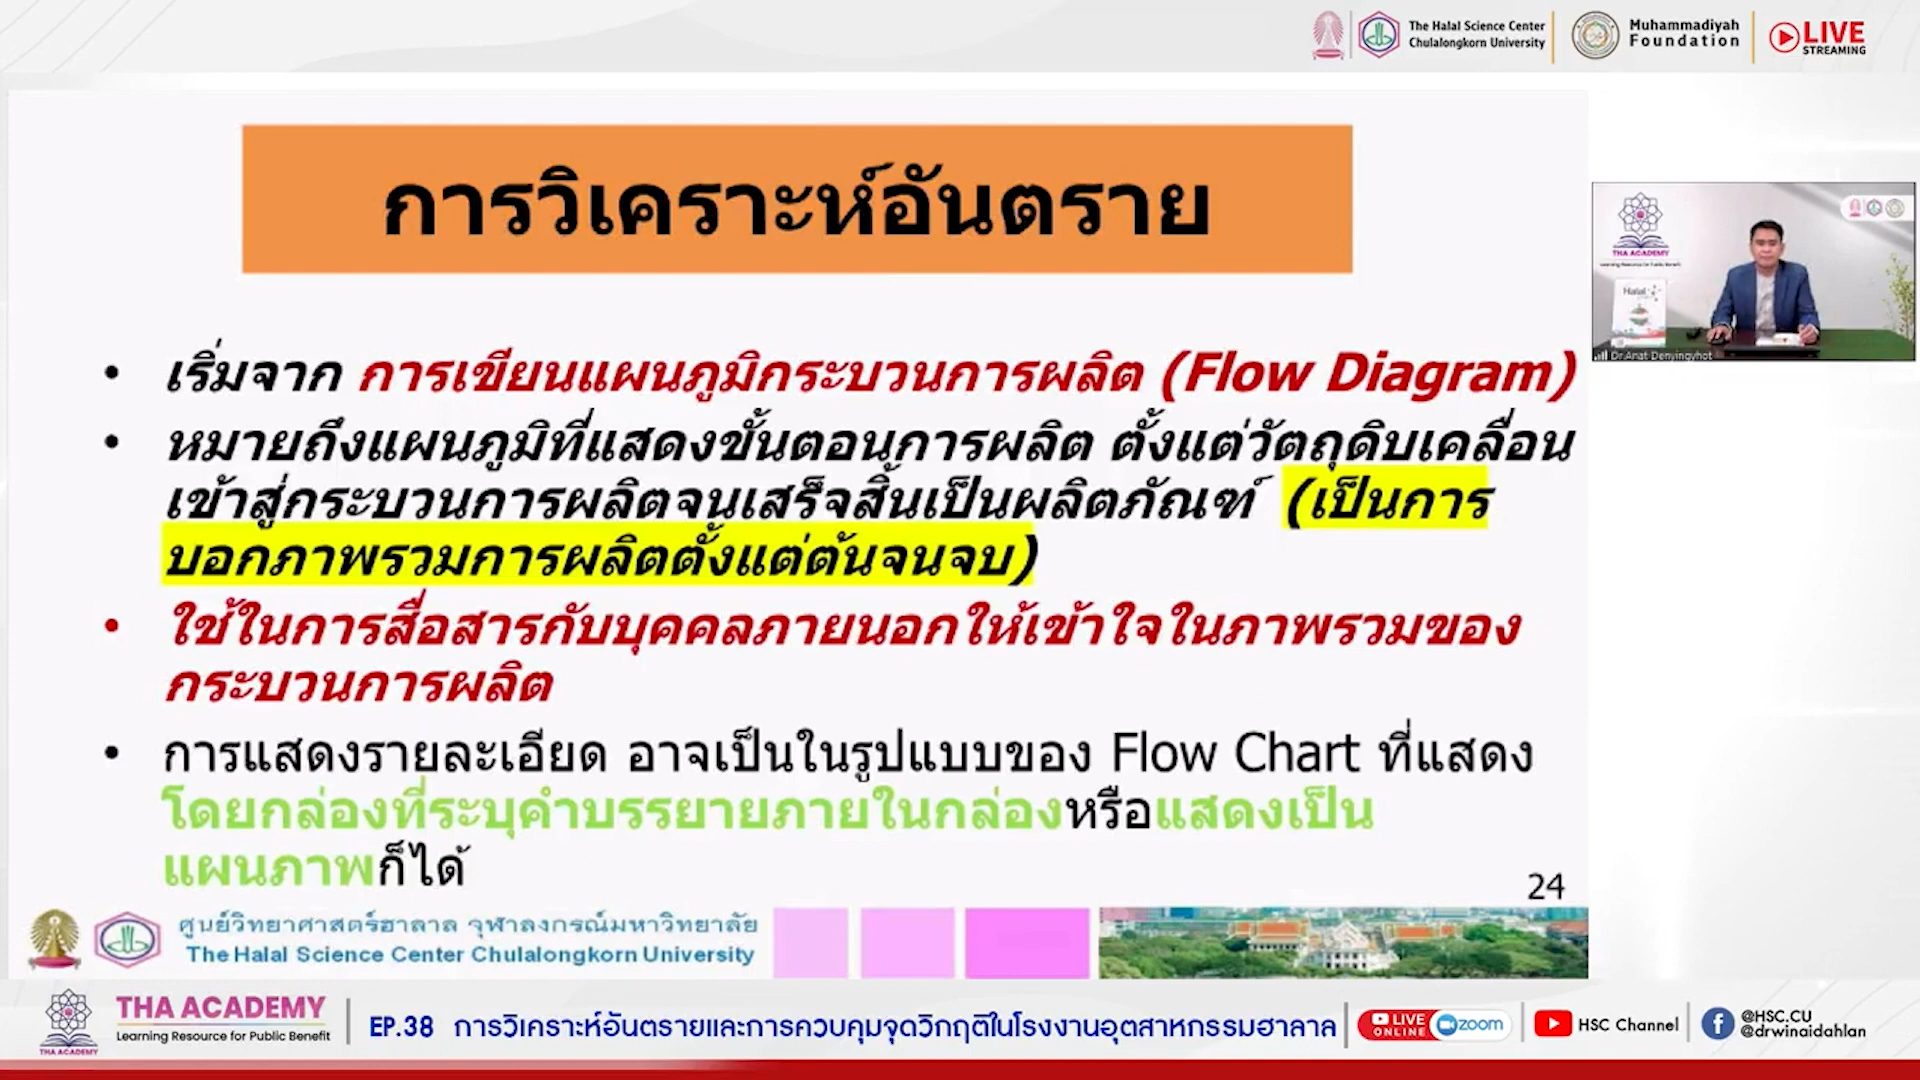 The Halal Science Center
Chulalongkorn University
Muhammadiyah
Foundation
LIVE
STREAMING
การวิเคราะห์อันตราย
• เริ่มจาก การเขียนแผนภูมิกระบวนการผลิต (Flow Diagram)
• หมายถึงแผนภูมิที่แสดงขั้นตอนการผลิต ตั้งแต่วัตถุดิบเคลื่อน
เข้าสู่กระบวนการผลิตจนเสร็จสิ้นเป็นผลิตภัณฑ์ (เป็นการ
บอกภาพรวมการผลิตตั้งแต่ต้นจนจบ)
• ใช้ในการสื่อสารกับบุคคลภายนอกให้เข้าใจในภาพรวมของ
กระบวนการผลิต
• การแสดงรายละเอียด อาจเป็นในรูปแบบของ Flow Chart ที่แสดง
โดยกล่องที่ระบุคำบรรยายภายในกล่องหรือแสดงเป็น
แผนภาพก็ได้
24
THA ACADEMY
Learning Resource for Public Benefit
Halal
Dr.Anat Denyingyhot
ศูนย์วิทยาศาสตร์ฮาลาล จุฬาลงกรณ์มหาวิทยาลัย
The Halal Science Center Chulalongkorn University
THA ACADEMY
THA ACADEMY
Learning Resource for Public Benefit
EP.38 การวิเคราะห์อันตรายและการควบคุมจุดวิกฤติในโรงงานอุตสาหกรรมฮาลาล
LIVE
ONLINE
zoom
HSC Channel
@HSC.CU
@drwinaidahlan